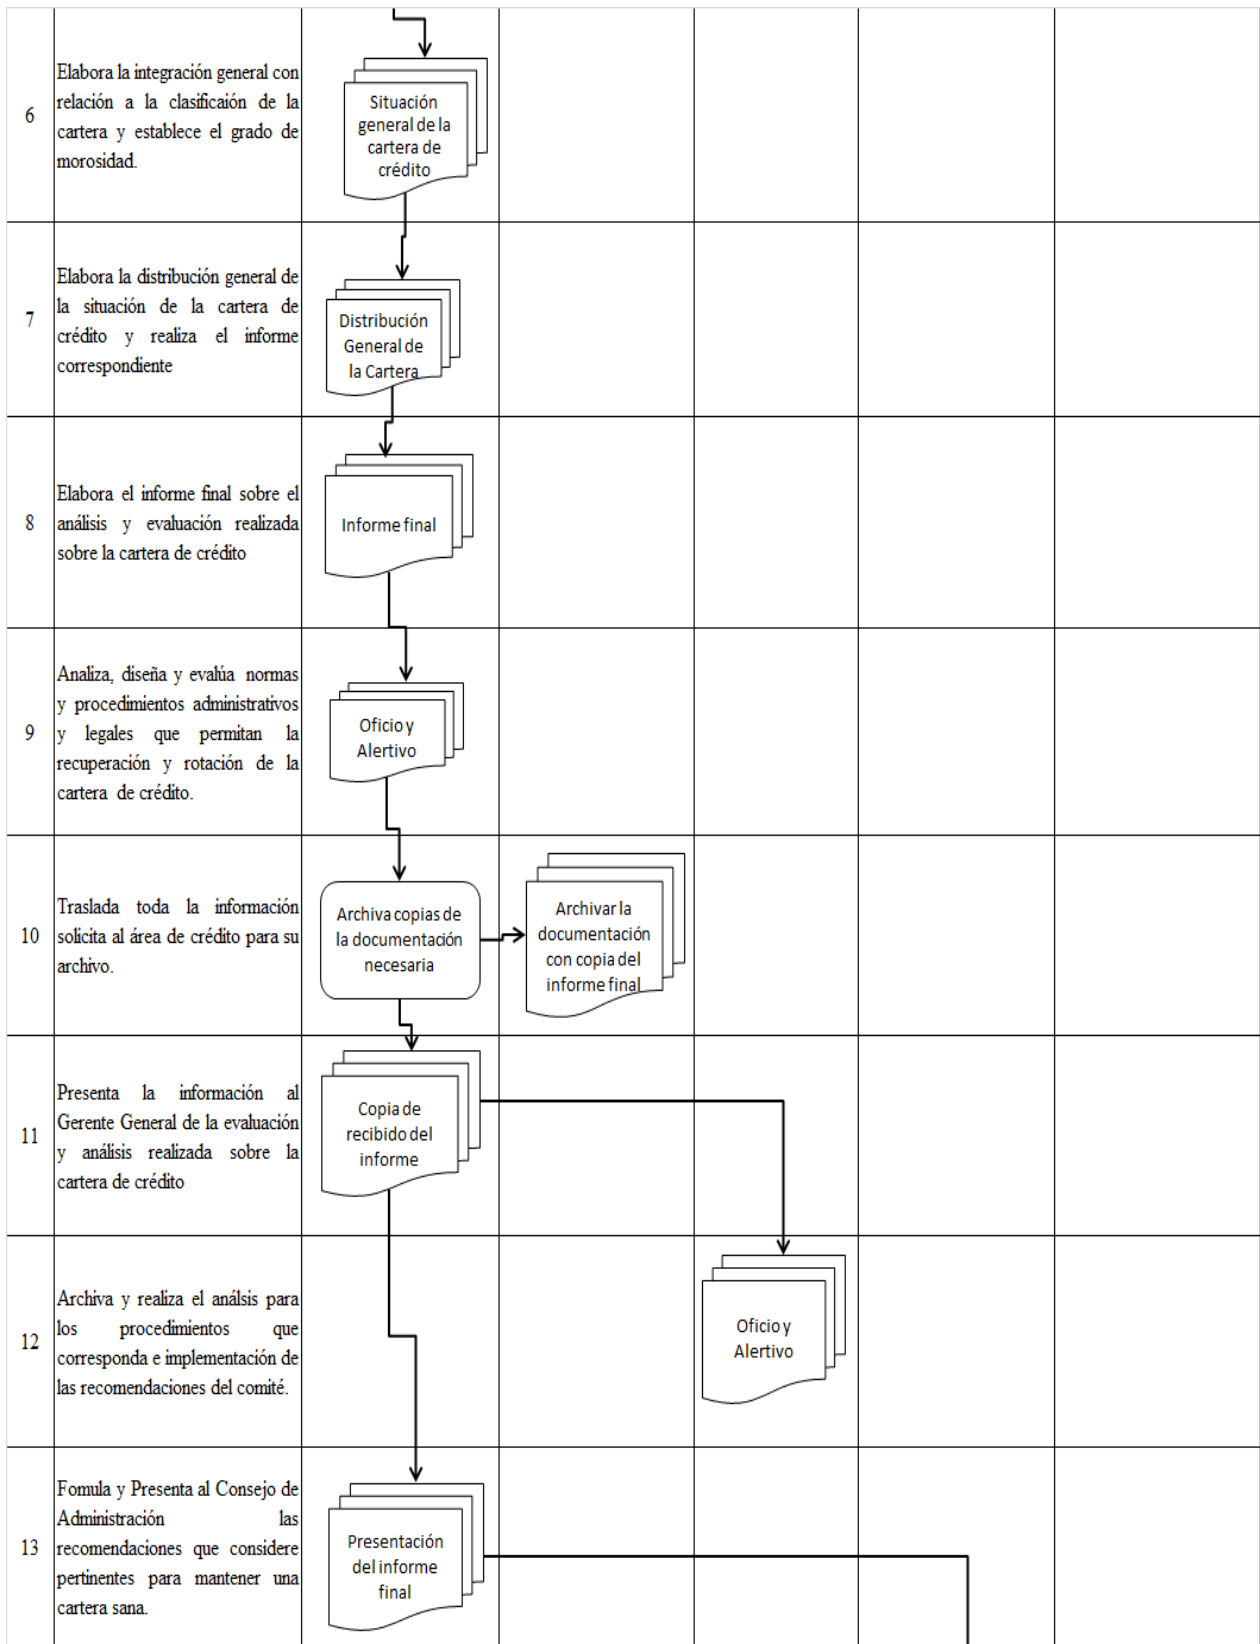 6
Elabora la integración general con
relación a la clasificaión de la
cartera y establece el grado de
morosidad.
Situación
general de la
cartera de
crédito
7
Elabora la distribución general de
la situación de la cartera de
crédito y realiza el informe
correspondiente
Distribución
General de
la Cartera
8
Elabora el informe final sobre el
análisis y evaluación realizada
sobre la cartera de crédito
Informe final
9
Analiza, diseña y evalúa normas
y procedimientos administrativos
y legales que permitan la
recuperación y rotación de la
cartera de crédito.
Oficio y
Alertivo
10
Traslada toda la información
solicita al área de crédito para su
archivo.
Archiva copias de
la documentación
necesaria
Archivar la
documentación
con copia del
informe final
11
Presenta la información al
Gerente General de la evaluación
y análisis realizada sobre la
cartera de crédito
Copia de
recibido del
informe
12
Archiva y realiza el análsis para
los procedimientos que
corresponda e implementación de
las recomendaciones del comité.
Oficio y
Alertivo
13
Fomula y Presenta al Consejo de
Administración las
recomendaciones que considere
pertinentes para mantener una
cartera sana.
Presentación
del informe
final